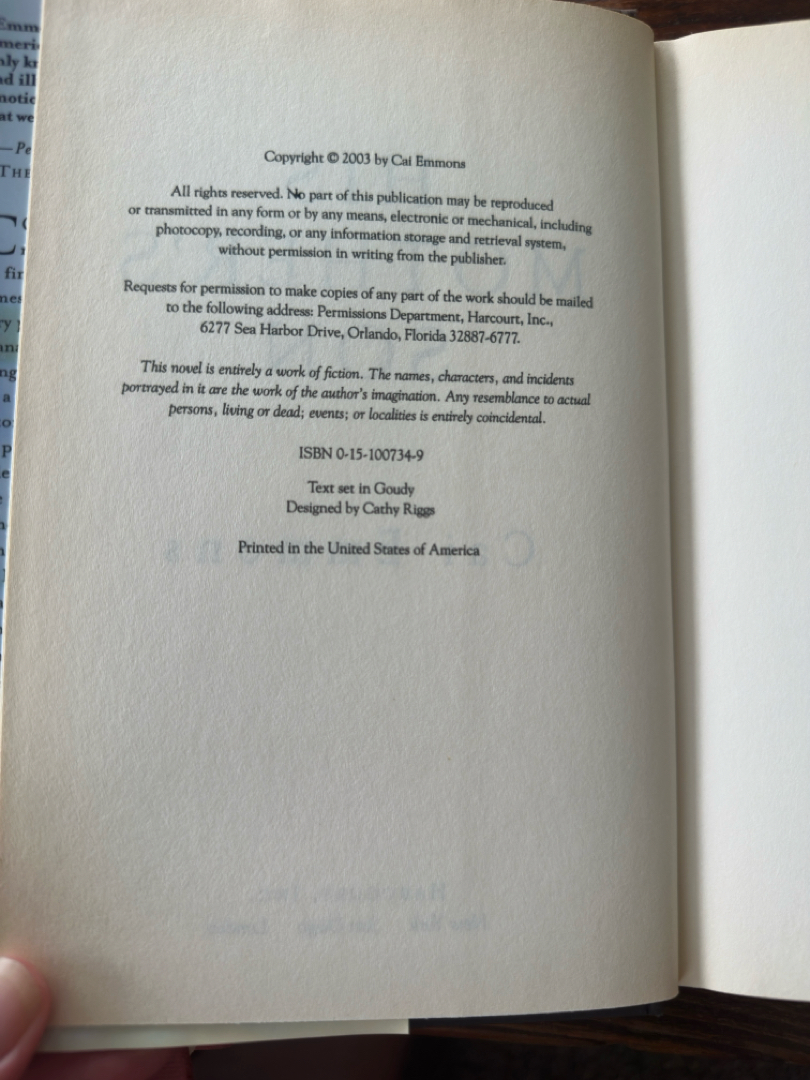 Copyright © 2003 by Cai Emmons
All rights reserved. No part of this publication may be reproduced
or transmitted in any form or by any means, electronic or mechanical, including
photocopy, recording, or any information storage and retrieval system,
without permission in writing from the publisher.
Requests for permission to make copies of any part of the work should be mailed
to the following address: Permissions Department, Harcourt, Inc.,
6277 Sea Harbor Drive, Orlando, Florida 32887-6777.
This novel is entirely a work of fiction. The names, characters, and incidents
portrayed in it are the work of the author's imagination. Any resemblance to actual
persons, living or dead; events; or localities is entirely coincidental.
ISBN 0-15-100734-9
Text set in Goudy
Designed by Cathy Riggs
Printed in the United States of America